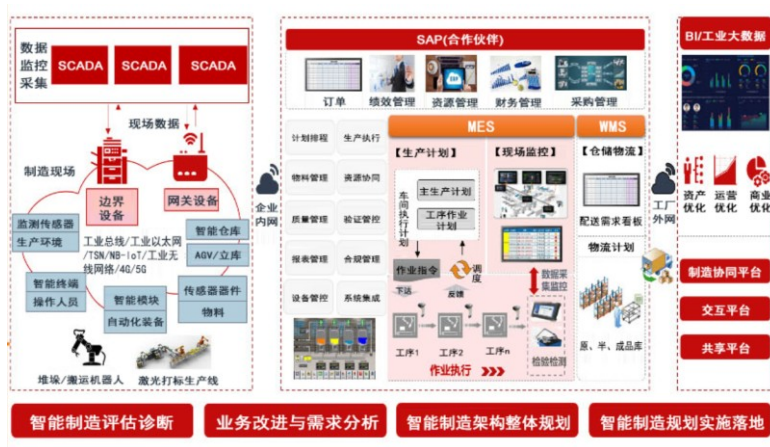 数据
监控
采集
SCADA
SCADA
SCADA
现场数据
制造现场
边界
设备
网关设备
监测传感器
生产环境
工业总线/工业以太网
/TSN/NB-IoT/工业无
线网络/4G/5G
智能仓库
AGV/立库
智能终端
操作人员
智能模块
自动化装备
传感器器件
物料
堆垛/搬运机器人
激光打标生产线
企业
内网
SAP(合作伙伴)
订单
绩效管理
资源管理
财务管理
采购管理
计划排程
生产执行
物料管理
资源协同
质量管理
验证管控
报表管理
合规管理
设备管控
系统集成
MES
【生产计划】
【现场监控】
车间执行计划
主生产计划
工序作业
计划
作业指令
调
度
下达
反馈
数据采
集监控
工序1
工序2
工序n
检验检测
作业执行
WMS
【仓储物流】
配送需求看板
物流计划
原、半、成品库
工厂
外网
BI/工业大数据
资产
优化
运营
优化
商业
优化
制造协同平台
交互平台
共享平台
智能制造评估诊断
业务改进与需求分析
智能制造架构整体规划
智能制造规划实施落地